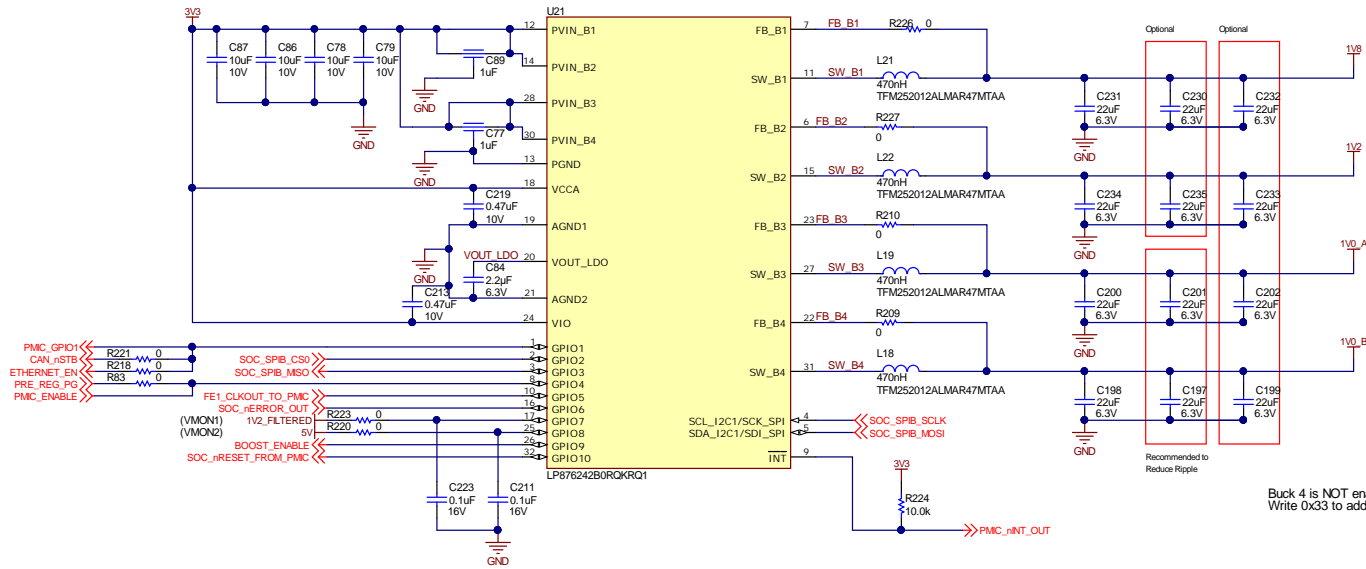 3V3
U21
C87
10uF
10V
C86
10uF
10V
C78
10uF
10V
C79
10uF
10V
GND
C89
1uF
GND
C77
1uF
GND
C219
0.47uF
10V
GND
VOUT_LDO
C84
2.2µF
6.3V
C213
0.47uF
10V
12 PVIN_B1
14 PVIN_B2
28 PVIN_B3
30 PVIN_B4
13 PGND
18 VCCA
19 AGND1
20 VOUT_LDO
21 AGND2
24 VIO
1 GPIO1
2 GPIO2
3 GPIO3
8 GPIO4
10 GPIO5
16 GPIO6
17 GPIO7
25 GPIO8
26 GPIO9
32 GPIO10
PMIC_GPIO1
CAN_nSTB
ETHERNET_EN
PRE_REG_PG
PMIC_ENABLE
R221 0
R218 0
R83 0
SOC_SPIB_CS0
SOC_SPIB_MISO
FE1_CLKOUT_TO_PMIC
SOC_nERROR_OUT
(VMON1) 1V2_FILTERED R223 0
(VMON2) 5V R220 0
BOOST_ENABLE
SOC_nRESET_FROM_PMIC
C223
0.1uF
16V
C211
0.1uF
16V
GND
LP876242B0RQKRQ1
FB_B1 7 FB_B1 R226 0
SW_B1 11 SW_B1 L21
470nH
TFM252012ALMAR47MTAA
FB_B2 6 FB_B2 R227
0
SW_B2 15 SW_B2 L22
470nH
TFM252012ALMAR47MTAA
FB_B3 23 FB_B3 R210
0
SW_B3 27 SW_B3 L19
470nH
TFM252012ALMAR47MTAA
FB_B4 22 FB_B4 R209
0
SW_B4 31 SW_B4 L18
470nH
TFM252012ALMAR47MTAA
SCL_I2C1/SCK_SPI 4 SOC_SPIB_SCLK
SDA_I2C1/SDI_SPI 5 SOC_SPIB_MOSI
INT 9
3V3
R224
10.0k
PMIC_nINT_OUT
Optional
Optional
1V8
C231
22uF
6.3V
C230
22uF
6.3V
C232
22uF
6.3V
GND
1V2
C234
22uF
6.3V
C235
22uF
6.3V
C233
22uF
6.3V
GND
1V0_A
C200
22uF
6.3V
C201
22uF
6.3V
C202
22uF
6.3V
GND
1V0_B
C198
22uF
6.3V
C197
22uF
6.3V
C199
22uF
6.3V
GND
Recommended to
Reduce Ripple
Buck 4 is NOT en
Write 0x33 to add